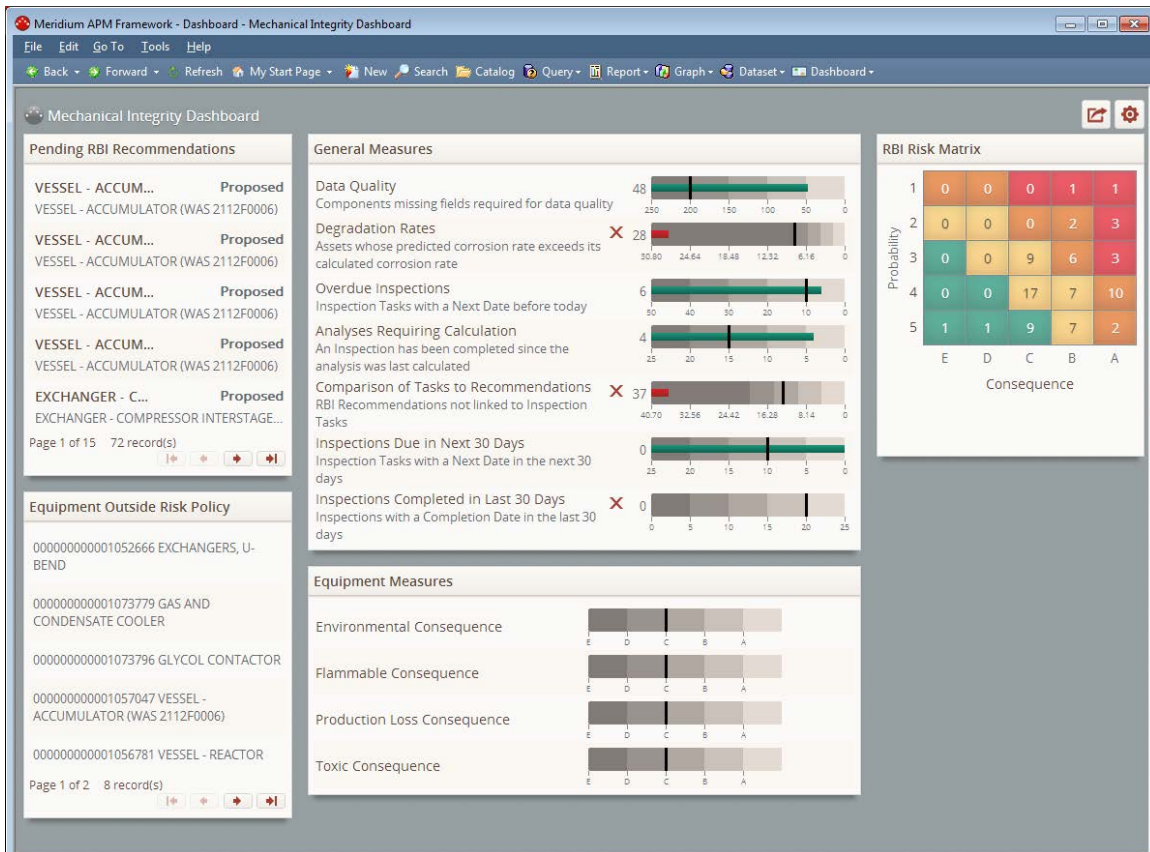 Meridium APM Framework - Dashboard - Mechanical Integrity Dashboard
File Edit Go To Tools Help
Back Forward Refresh My Start Page New Search Catalog Query Report Graph Dataset Dashboard
Mechanical Integrity Dashboard
Pending RBI Recommendations
VESSEL - ACCUM... Proposed
VESSEL - ACCUMULATOR (WAS 2112F0006)
VESSEL - ACCUM... Proposed
VESSEL - ACCUMULATOR (WAS 2112F0006)
VESSEL - ACCUM... Proposed
VESSEL - ACCUMULATOR (WAS 2112F0006)
VESSEL - ACCUM... Proposed
VESSEL - ACCUMULATOR (WAS 2112F0006)
EXCHANGER - C... Proposed
EXCHANGER - COMPRESSOR INTERSTAGE...
Page 1 of 15 72 record(s)
Equipment Outside Risk Policy
000000000001052666 EXCHANGERS, U-
BEND
000000000001073779 GAS AND
CONDENSATE COOLER
000000000001073796 GLYCOL CONTACTOR
000000000001057047 VESSEL -
ACCUMULATOR (WAS 2112F0006)
000000000001056781 VESSEL - REACTOR
Page 1 of 2 8 record(s)
General Measures
Data Quality 48
Components missing fields required for data quality
250 200 150 100 50 0
Degradation Rates X 28
Assets whose predicted corrosion rate exceeds its
calculated corrosion rate
30.80 24.64 18.48 12.32 6.16 0
Overdue Inspections 6
Inspection Tasks with a Next Date before today
50 40 30 20 10 0
Analyses Requiring Calculation 4
An Inspection has been completed since the
analysis was last calculated
25 20 15 10 5 0
Comparison of Tasks to Recommendations X 37
RBI Recommendations not linked to Inspection
Tasks
40.70 32.56 24.42 16.28 8.14 0
Inspections Due in Next 30 Days 0
Inspection Tasks with a Next Date in the next 30
days
25 20 15 10 5 0
Inspections Completed in Last 30 Days X 0
Inspections with a Completion Date in the last 30
days
0 5 10 15 20 25
Equipment Measures
Environmental Consequence
E D C B A
Flammable Consequence
E D C B A
Production Loss Consequence
E D C B A
Toxic Consequence
E D C B A
RBI Risk Matrix
Probability
1 0 0 0 1 1
2 0 0 0 2 3
3 0 0 9 6 3
4 0 0 17 7 10
5 1 1 9 7 2
E D C B A
Consequence